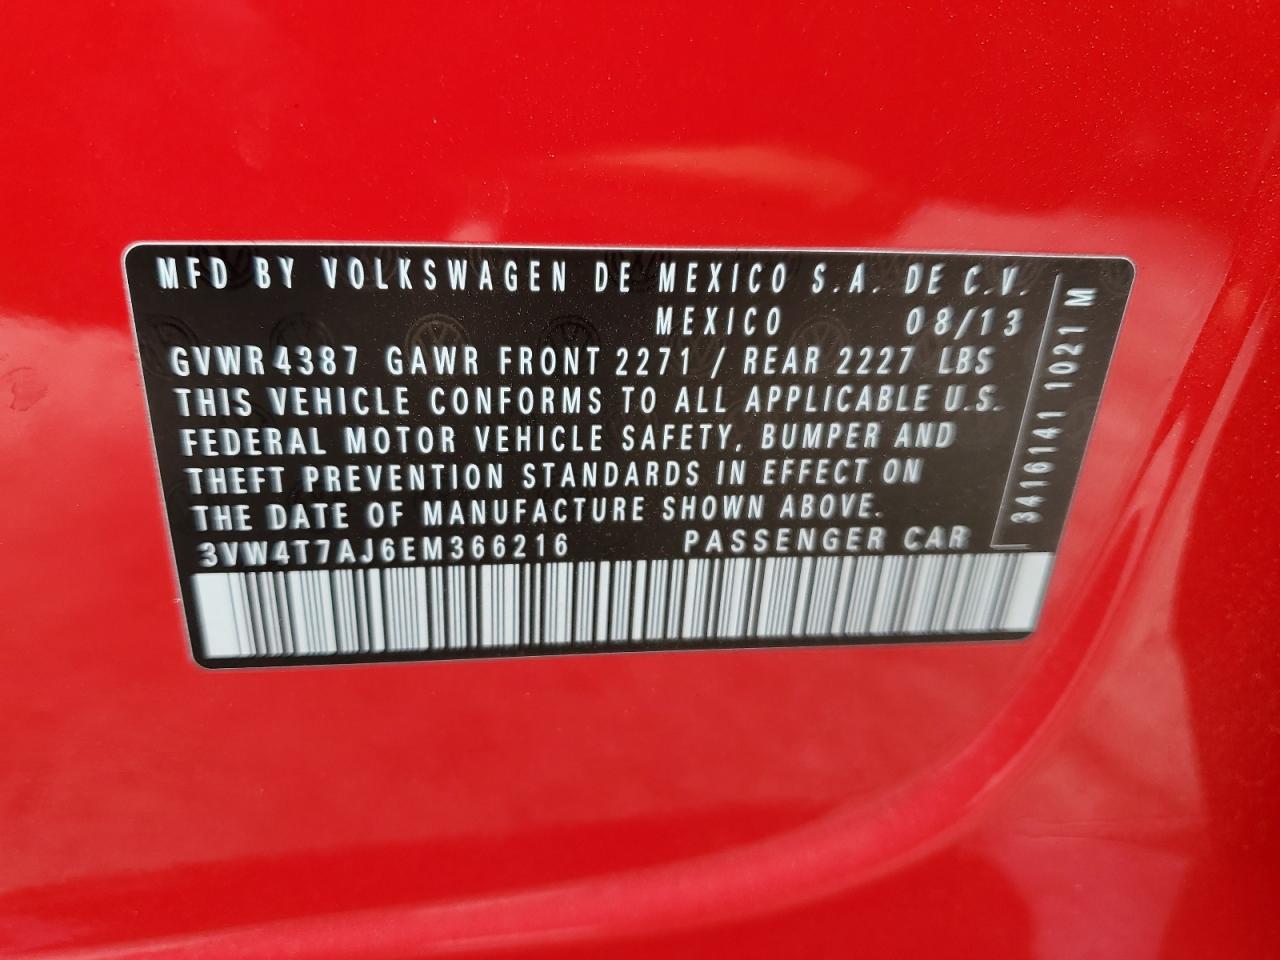 MFD BY VOLKSWAGEN DE MEXICO S.A. DE C.V.
MEXICO 08/13
GVWR 4387 GAWR FRONT 2271 / REAR 2227 LBS
THIS VEHICLE CONFORMS TO ALL APPLICABLE U.S.
FEDERAL MOTOR VEHICLE SAFETY, BUMPER AND
THEFT PREVENTION STANDARDS IN EFFECT ON
THE DATE OF MANUFACTURE SHOWN ABOVE.
3VW4T7AJ6EM366216 PASSENGER CAR
3416141 1021 M